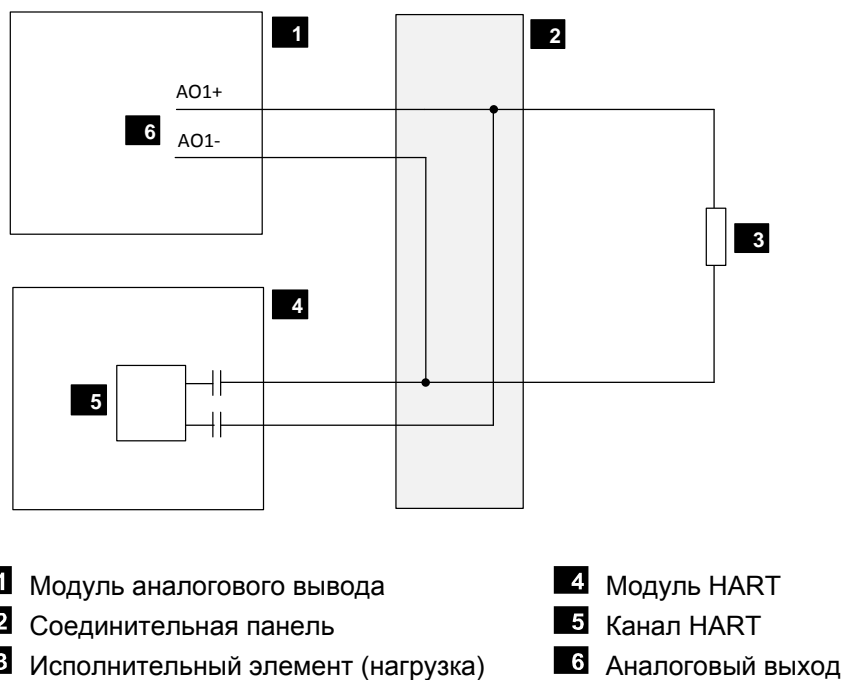 1
2
AO1+
6
AO1-
3
4
5
1 Модуль аналогового вывода
4 Модуль HART
2 Соединительная панель
5 Канал HART
3 Исполнительный элемент (нагрузка)
6 Аналоговый выход